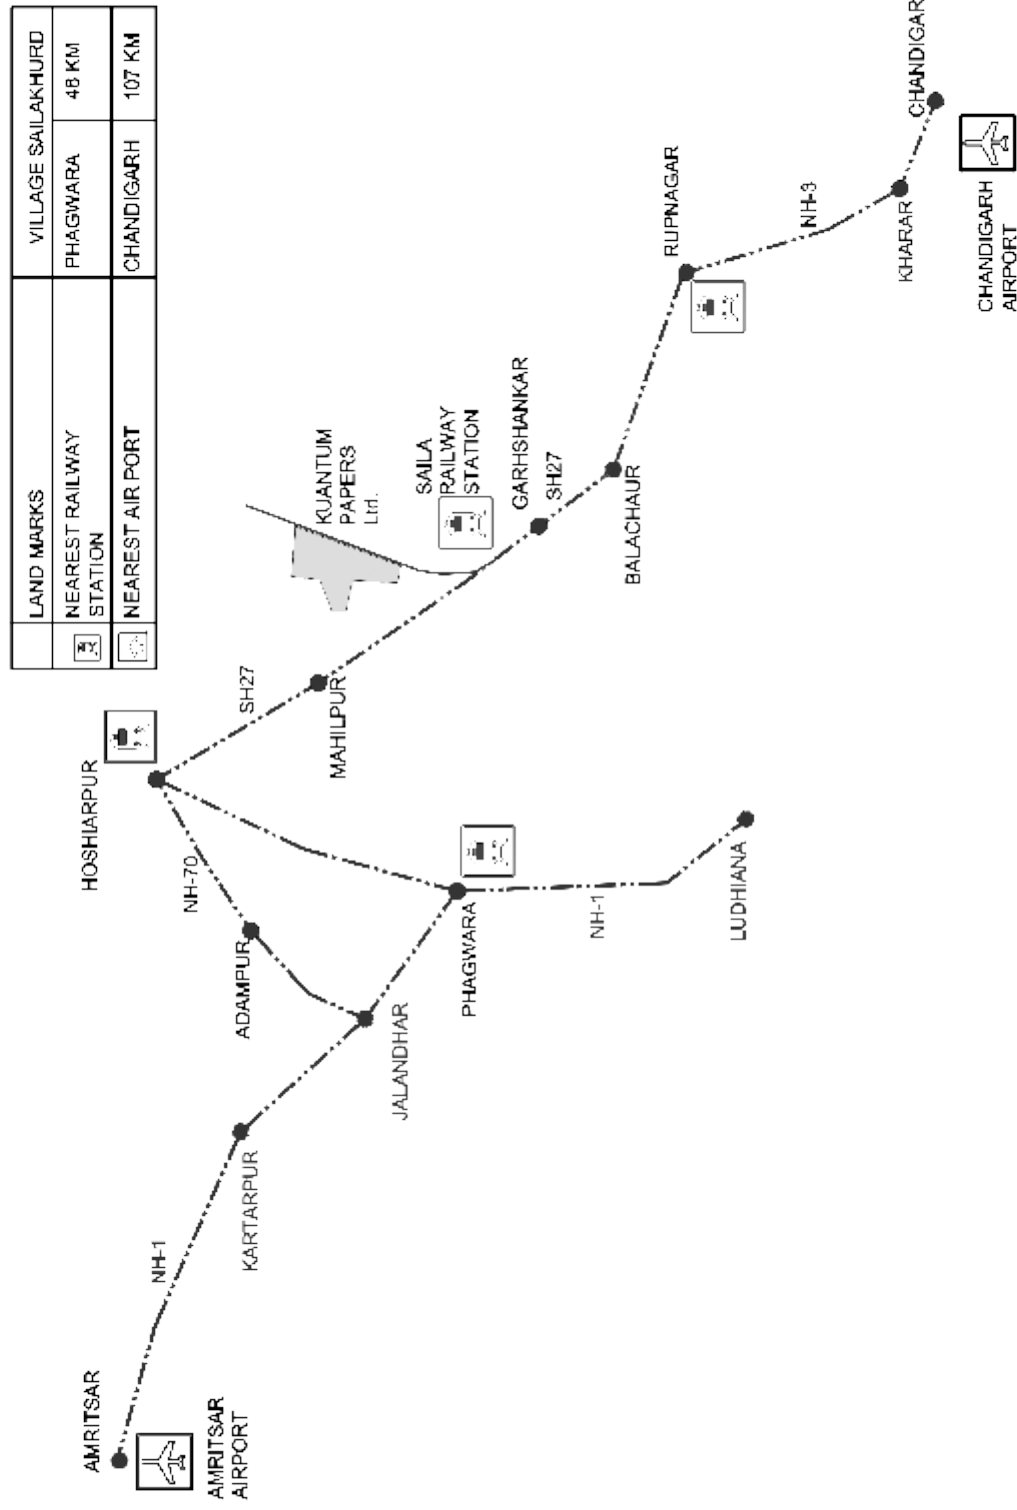 LAND MARKS
VILLAGE SAILAKHURD
NEAREST RAILWAY
STATION
PHAGWARA
48 KM
NEAREST AIR PORT
CHANDIGARH
107 KM
HOSHIARPUR
SH27
MAHILPUR
KUANTUM
PAPERS
Ltd.
SAILA
RAILWAY
STATION
GARHSHANKAR
SH27
BALACHAUR
RUPNAGAR
NH-3
KHARAR
CHANDIGAR
CHANDIGARH
AIRPORT
NH-70
ADAMPUR
JALANDHAR
PHAGWARA
NH-1
LUDHIANA
KARTARPUR
NH-1
AMRITSAR
AMRITSAR
AIRPORT